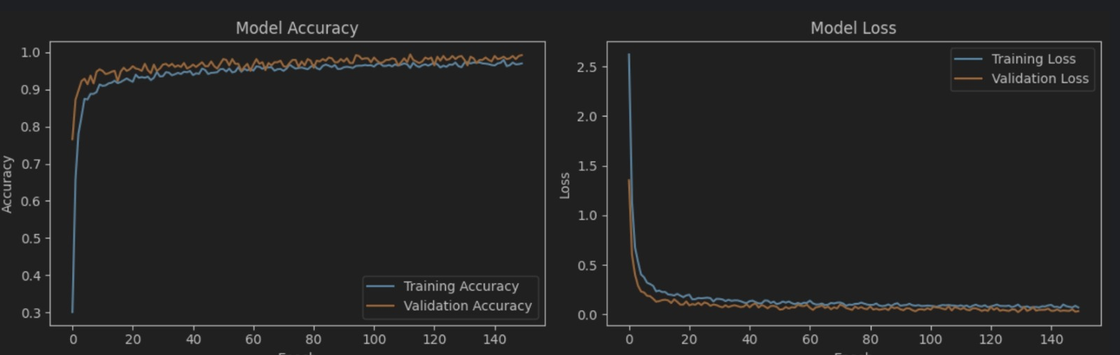 Model Accuracy
1.0
0.9
0.8
0.7
0.6
0.5
0.4
0.3
Accuracy
Training Accuracy
Validation Accuracy
0 20 40 60 80 100 120 140
Model Loss
2.5
2.0
1.5
1.0
0.5
0.0
Loss
Training Loss
Validation Loss
0 20 40 60 80 100 120 140